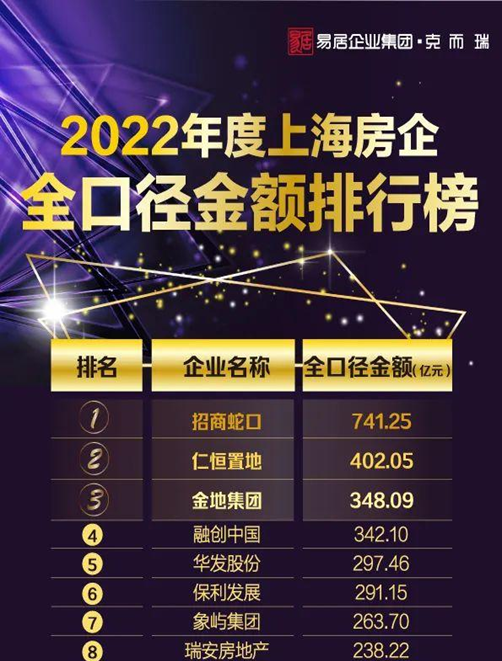 易居 易居企业集团·克而瑞
2022年度上海房企
全口径金额排行榜
排名 企业名称 全口径金额(亿元)
1 招商蛇口 741.25
2 仁恒置地 402.05
3 金地集团 348.09
4 融创中国 342.10
5 华发股份 297.46
6 保利发展 291.15
7 象屿集团 263.70
8 瑞安房地产 238.22